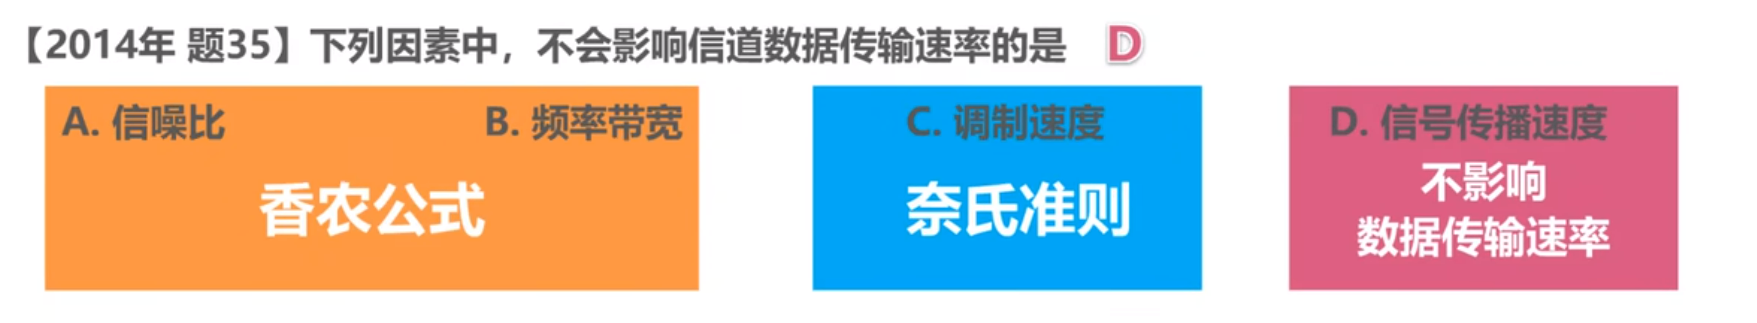 【2014年 题35】下列因素中，不会影响信道数据传输速率的是 D
A. 信噪比 B. 频率带宽 C. 调制速度 D. 信号传播速度
香农公式
奈氏准则
不影响
数据传输速率